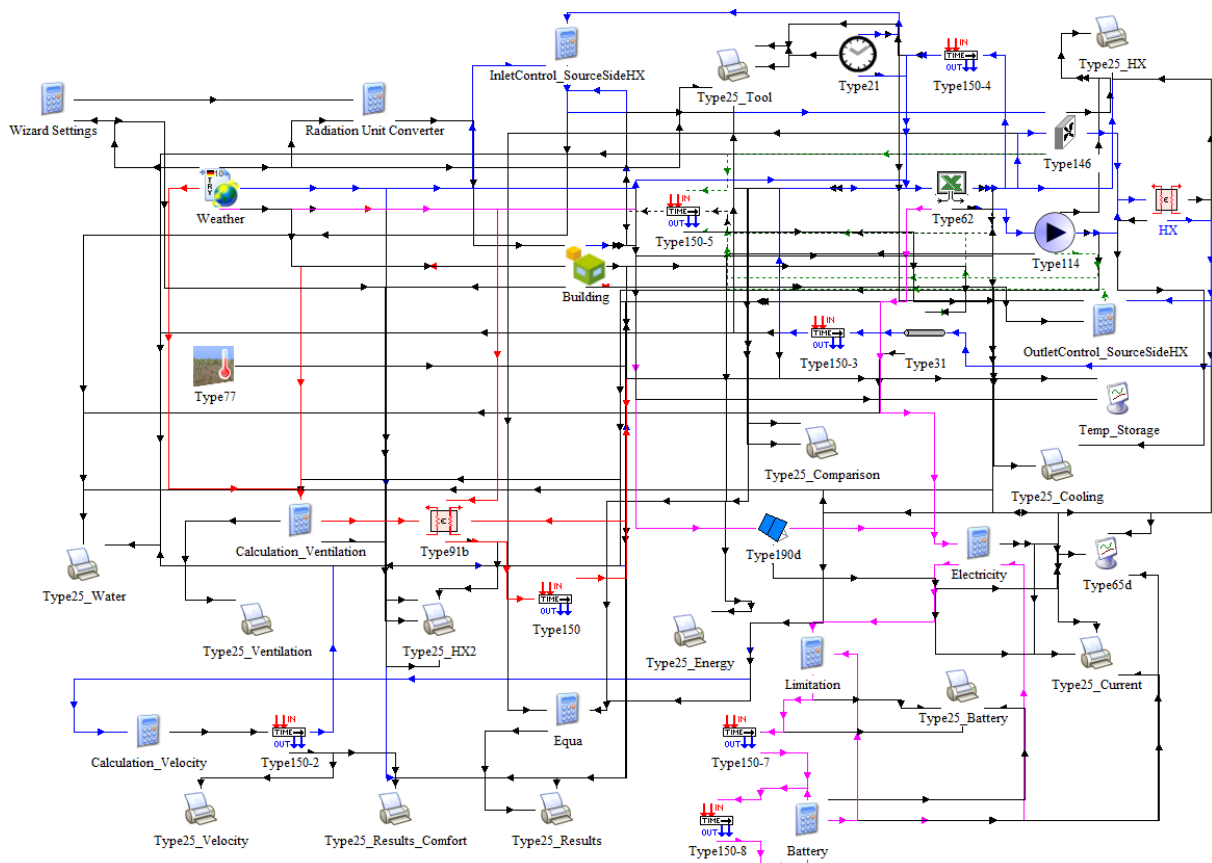 InletControl_SourceSideHX
Type25_Tool
Type21
Type150-4
Type25_HX
Wizard Settings
Radiation Unit Converter
Type146
Weather
Type150-5
Type62
Type114
HX
Building
Type150-3
Type31
OutletControl_SourceSideHX
Type77
Temp_Storage
Type25_Comparison
Type25_Cooling
Calculation_Ventilation
Type91b
Type190d
Electricity
Type65d
Type25_Water
Type150
Type25_Ventilation
Type25_HX2
Type25_Energy
Limitation
Type25_Current
Type25_Battery
Calculation_Velocity
Type150-2
Equa
Type150-7
Type25_Velocity
Type25_Results_Comfort
Type25_Results
Type150-8
Battery